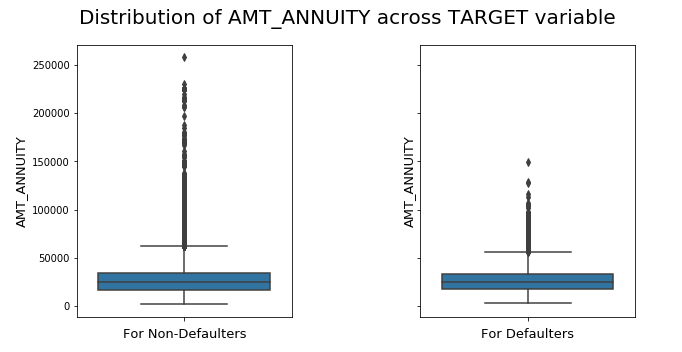 Distribution of AMT_ANNUITY across TARGET variable
250000
200000
150000
100000
50000
0
AMT_ANNUITY
For Non-Defaulters
AMT_ANNUITY
For Defaulters